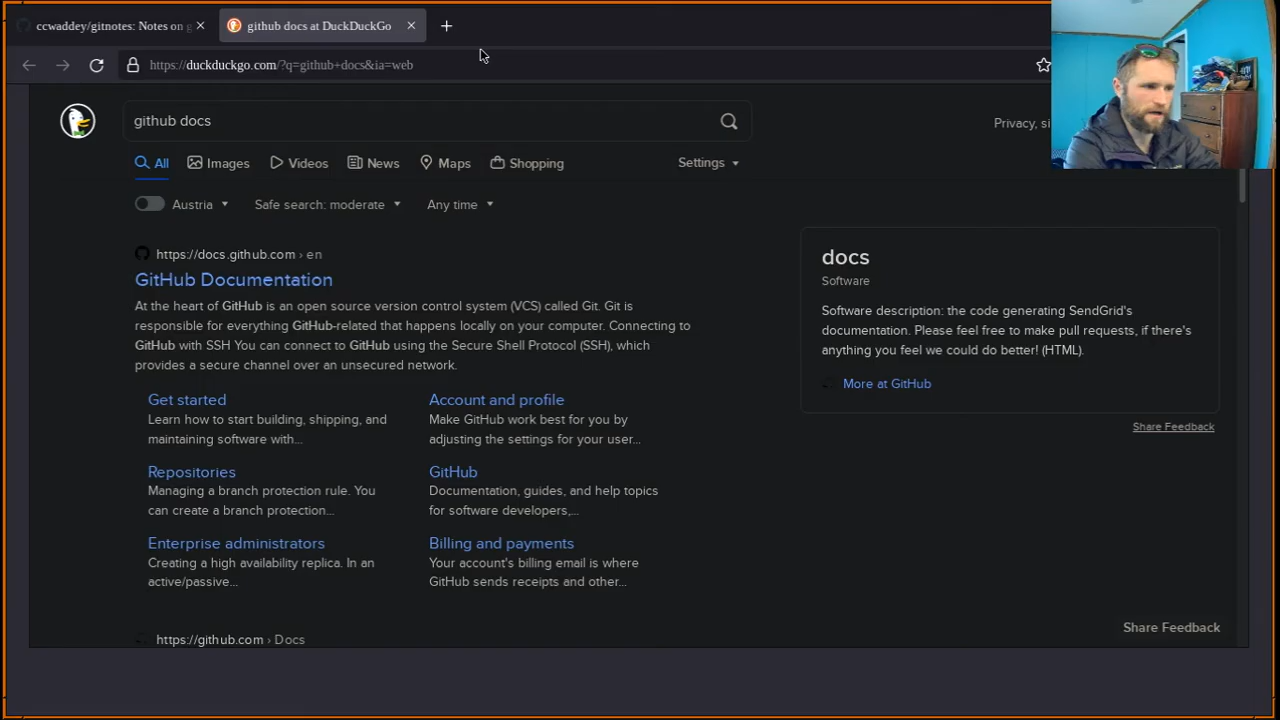 ccwaddey/gitnotes: Notes on g
github docs at DuckDuckGo
https://duckduckgo.com/?q=github+docs&ia=web
github docs
Privacy, si
All Images Videos News Maps Shopping Settings
Austria Safe search: moderate Any time
https://docs.github.com › en
GitHub Documentation
At the heart of GitHub is an open source version control system (VCS) called Git. Git is
responsible for everything GitHub-related that happens locally on your computer. Connecting to
GitHub with SSH You can connect to GitHub using the Secure Shell Protocol (SSH), which
provides a secure channel over an unsecured network.
Get started
Learn how to start building, shipping, and
maintaining software with...
Account and profile
Make GitHub work best for you by
adjusting the settings for your user...
Repositories
Managing a branch protection rule. You
can create a branch protection...
GitHub
Documentation, guides, and help topics
for software developers,...
Enterprise administrators
Creating a high availability replica. In an
active/passive...
Billing and payments
Your account's billing email is where
GitHub sends receipts and other...
https://github.com › Docs
docs
Software
Software description: the code generating SendGrid's
documentation. Please feel free to make pull requests, if there's
anything you feel we could do better! (HTML).
More at GitHub
Share Feedback
Share Feedback